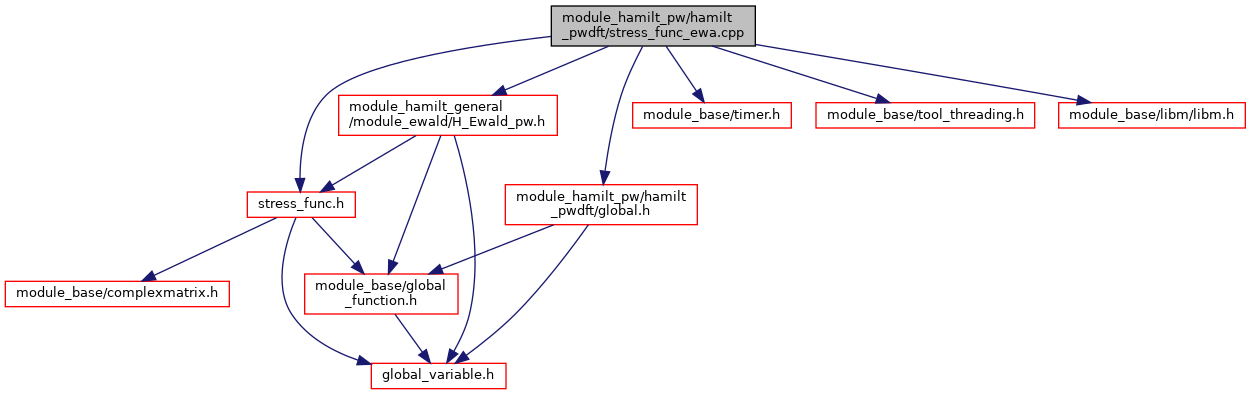 module_hamilt_pw/hamilt
_pwdft/stress_func_ewa.cpp
module_hamilt_general
/module_ewald/H_Ewald_pw.h
module_base/timer.h
module_base/tool_threading.h
module_base/libm/libm.h
stress_func.h
module_hamilt_pw/hamilt
_pwdft/global.h
module_base/complexmatrix.h
module_base/global
_function.h
global_variable.h